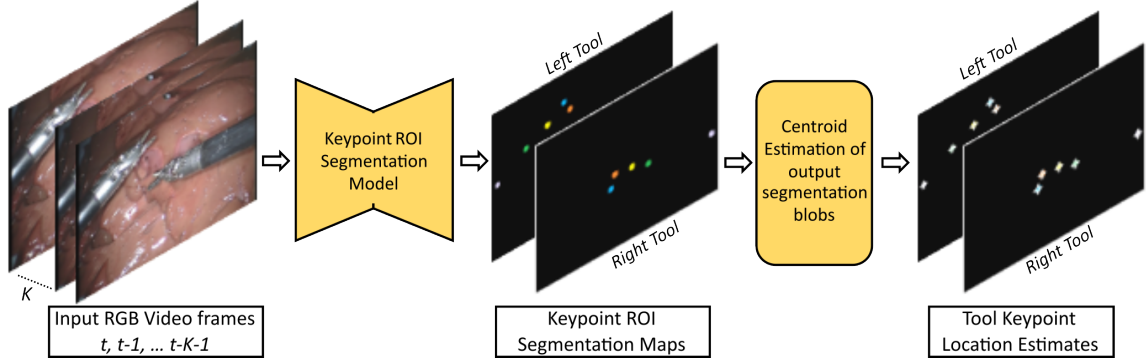 Left Tool
Right Tool
Left Tool
Right Tool
Keypoint ROI
Segmentation
Model
Centroid
Estimation of
output
segmentation
blobs
K
Input RGB Video frames
t, t-1, ... t-K-1
Keypoint ROI
Segmentation Maps
Tool Keypoint
Location Estimates